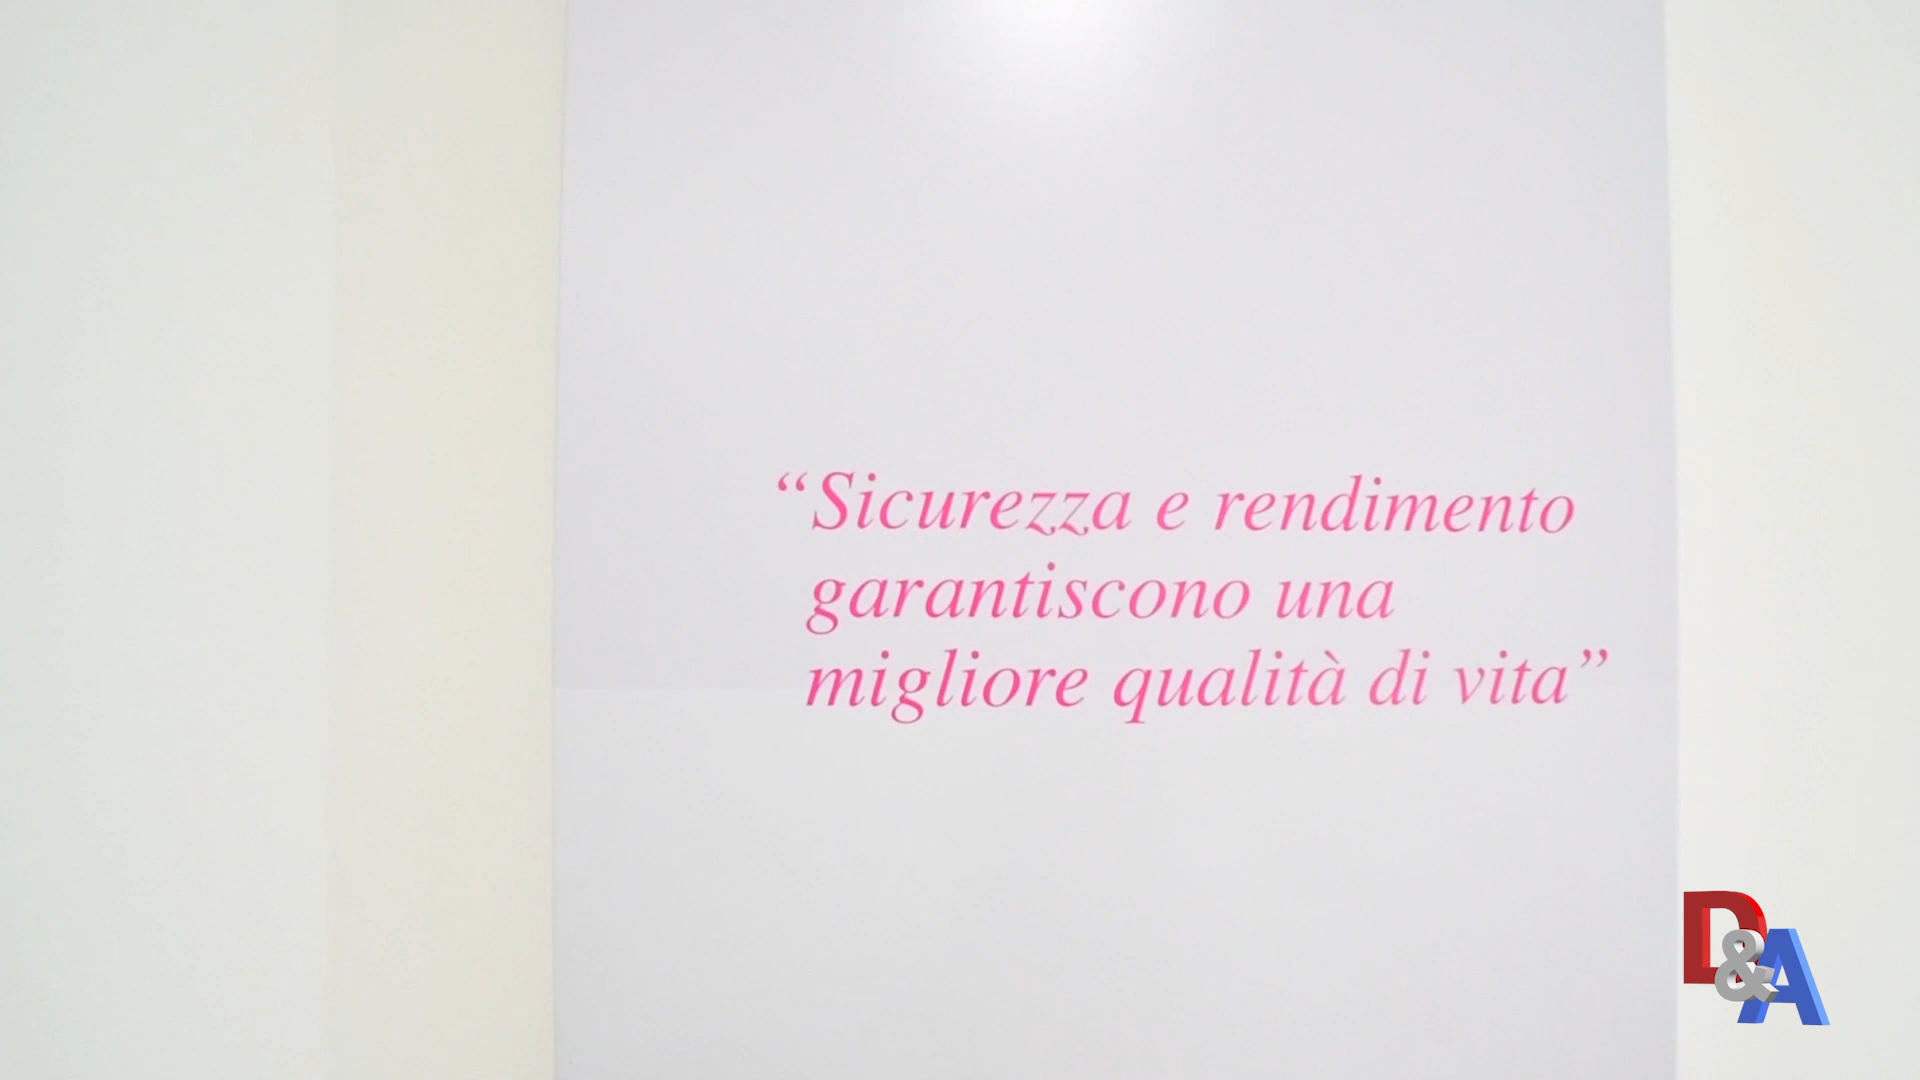 “Sicurezza e rendimento
garantiscono una
migliore qualità di vita”
D&A